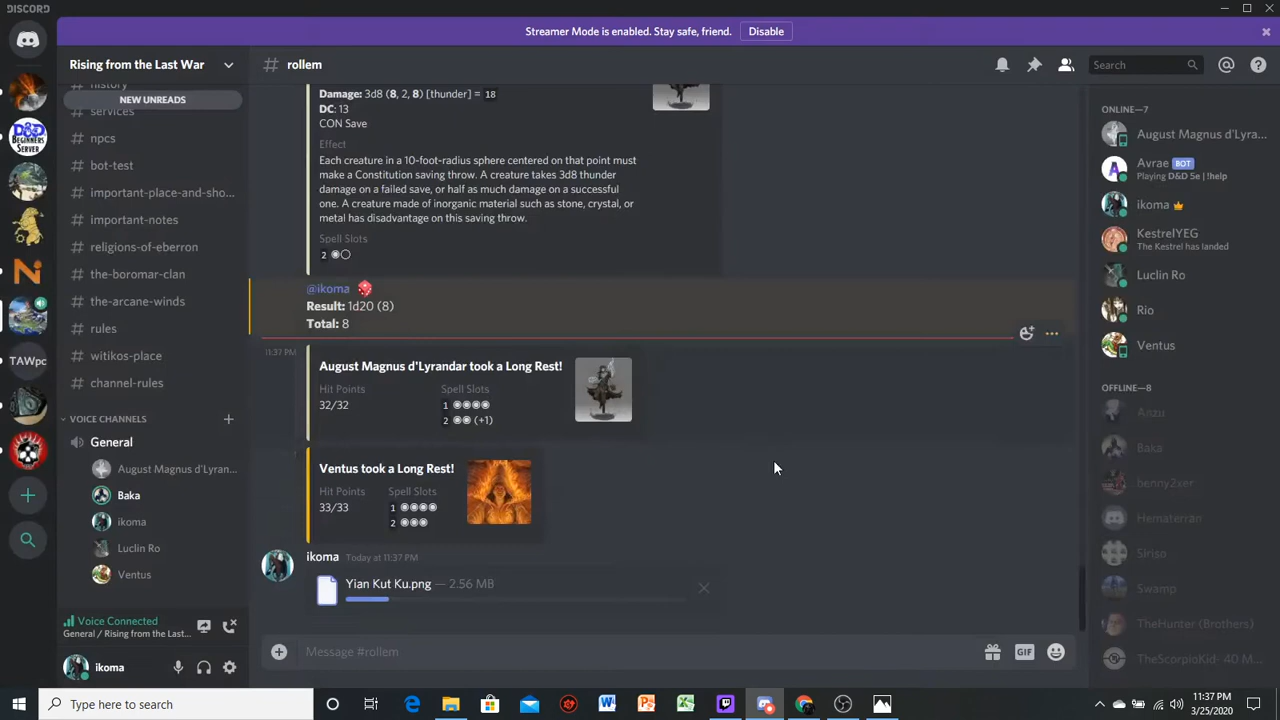 DISCORD
Streamer Mode is enabled. Stay safe, friend. Disable
Rising from the Last War
history
NEW UNREADS
services
npcs
bot-test
important-place-and-sho...
important-notes
religions-of-eberron
the-boromar-clan
the-arcane-winds
rules
witikos-place
channel-rules
VOICE CHANNELS
General
August Magnus d'Lyran...
Baka
ikoma
Luclin Ro
Ventus
Voice Connected
General / Rising from the Last...
ikoma
D&D
BEGINNERS
SERVER
TAWpc
# rollem
Search
Damage: 3d8 (8, 2, 8) [thunder] = 18
DC: 13
CON Save
Effect
Each creature in a 10-foot-radius sphere centered on that point must
make a Constitution saving throw. A creature takes 3d8 thunder
damage on a failed save, or half as much damage on a successful
one. A creature made of inorganic material such as stone, crystal, or
metal has disadvantage on this saving throw.
Spell Slots
2
@ikoma
Result: 1d20 (8)
Total: 8
11:37 PM
August Magnus d'Lyrandar took a Long Rest!
Hit Points Spell Slots
32/32 1
2 (+1)
Ventus took a Long Rest!
Hit Points Spell Slots
33/33 1
2
ikoma Today at 11:37 PM
Yian Kut Ku.png — 2.56 MB
Message #rollem
GIF
ONLINE—7
August Magnus d'Lyra...
Avrae BOT
Playing D&D 5e | !help
ikoma
KestrelYEG
The Kestrel has landed
Luclin Ro
Rio
Ventus
OFFLINE—8
Anzu
Baka
benny2xer
Hematerran
Siriso
Swamp
TheHunter (Brothers)
TheScorpioKid- 40 M...
Type here to search
11:37 PM
3/25/2020